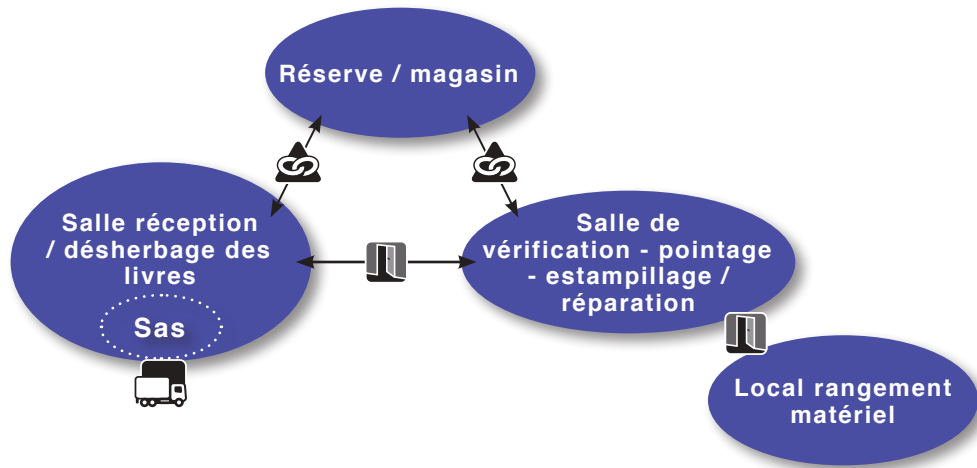 Réserve / magasin
Salle réception
/ désherbage des
livres
Sas
Salle de
vérification - pointage
- estampillage /
réparation
Local rangement
matériel